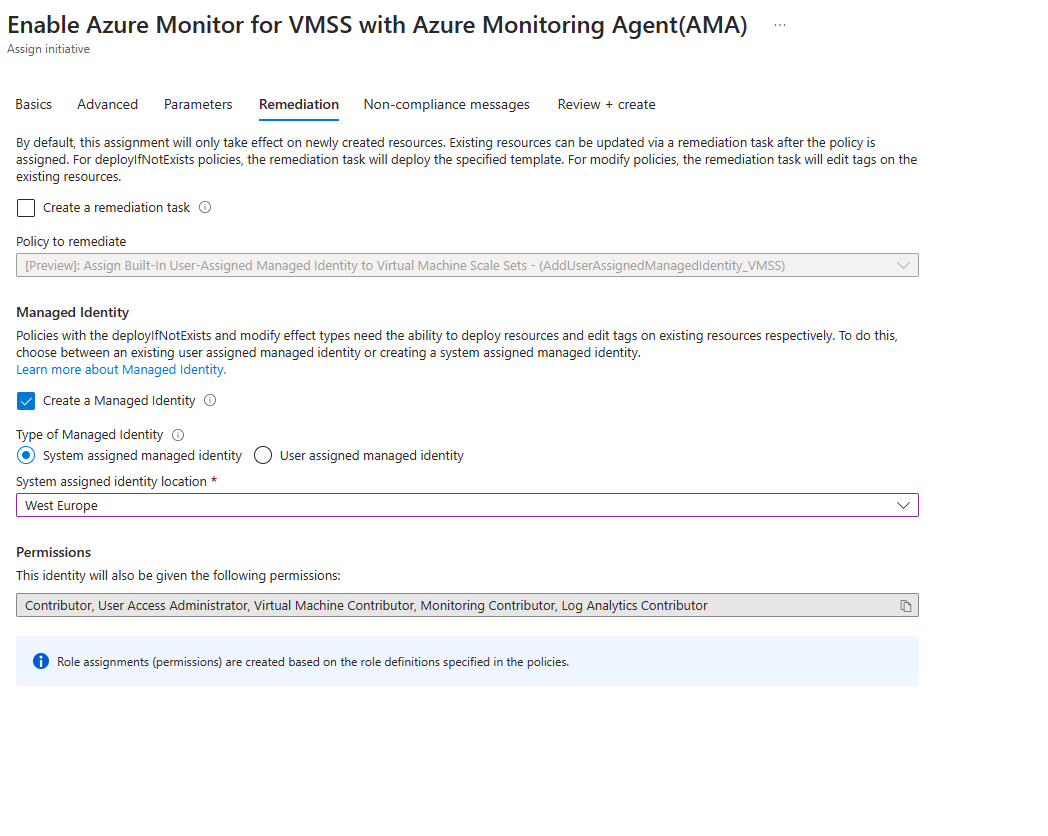 Enable Azure Monitor for VMSS with Azure Monitoring Agent(AMA) ...
Assign initiative
Basics Advanced Parameters Remediation Non-compliance messages Review + create
By default, this assignment will only take effect on newly created resources. Existing resources can be updated via a remediation task after the policy is
assigned. For deployIfNotExists policies, the remediation task will deploy the specified template. For modify policies, the remediation task will edit tags on the
existing resources.
Create a remediation task
Policy to remediate
[Preview]: Assign Built-In User-Assigned Managed Identity to Virtual Machine Scale Sets - (AddUserAssignedManagedIdentity_VMSS)
Managed Identity
Policies with the deployIfNotExists and modify effect types need the ability to deploy resources and edit tags on existing resources respectively. To do this,
choose between an existing user assigned managed identity or creating a system assigned managed identity.
Learn more about Managed Identity.
Create a Managed Identity
Type of Managed Identity
System assigned managed identity User assigned managed identity
System assigned identity location *
West Europe
Permissions
This identity will also be given the following permissions:
Contributor, User Access Administrator, Virtual Machine Contributor, Monitoring Contributor, Log Analytics Contributor
Role assignments (permissions) are created based on the role definitions specified in the policies.